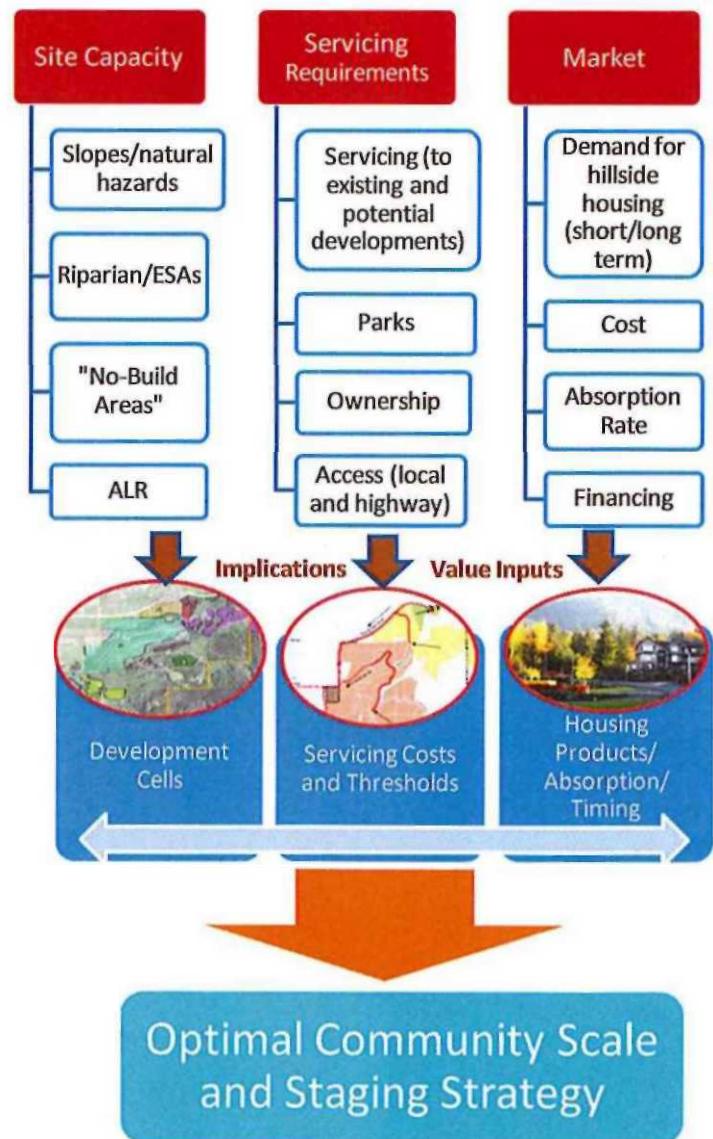 Site Capacity
Slopes/natural
hazards
Riparian/ESAs
"No-Build
Areas"
ALR
Servicing
Requirements
Servicing (to
existing and
potential
developments)
Parks
Ownership
Access (local
and highway)
Market
Demand for
hillside
housing
(short/long
term)
Cost
Absorption
Rate
Financing
Implications
Value Inputs
Development
Cells
Servicing Costs
and Thresholds
Housing
Products/
Absorption/
Timing
Optimal Community Scale
and Staging Strategy